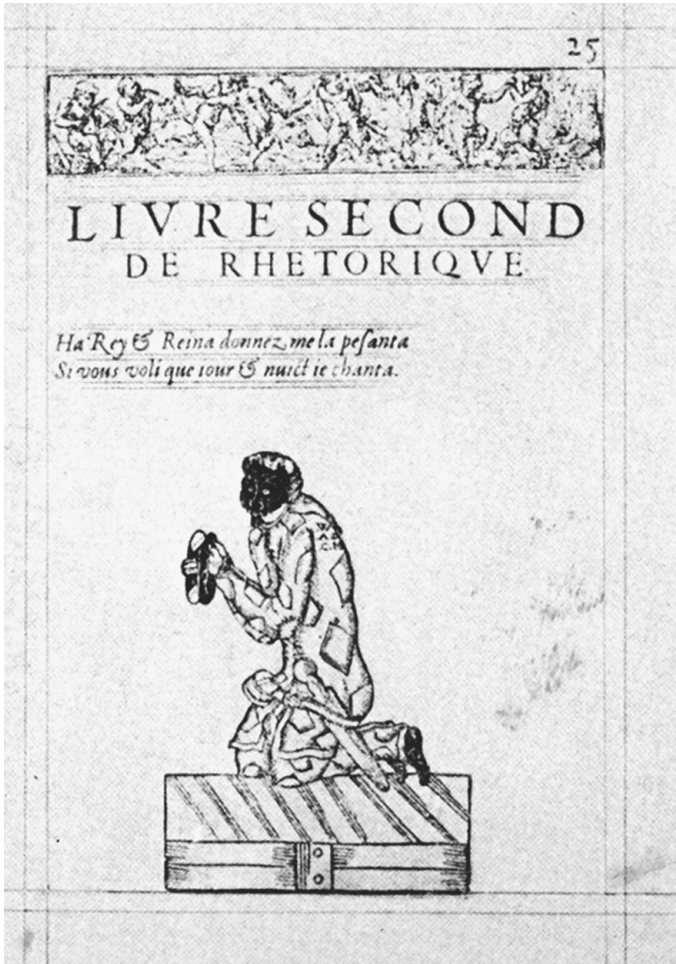 25
LIVRE SECOND
DE RHETORIQVE
Ha Rey & Reina donnez me la peſanta
Si vous voli que iour & nuict ie chanta.